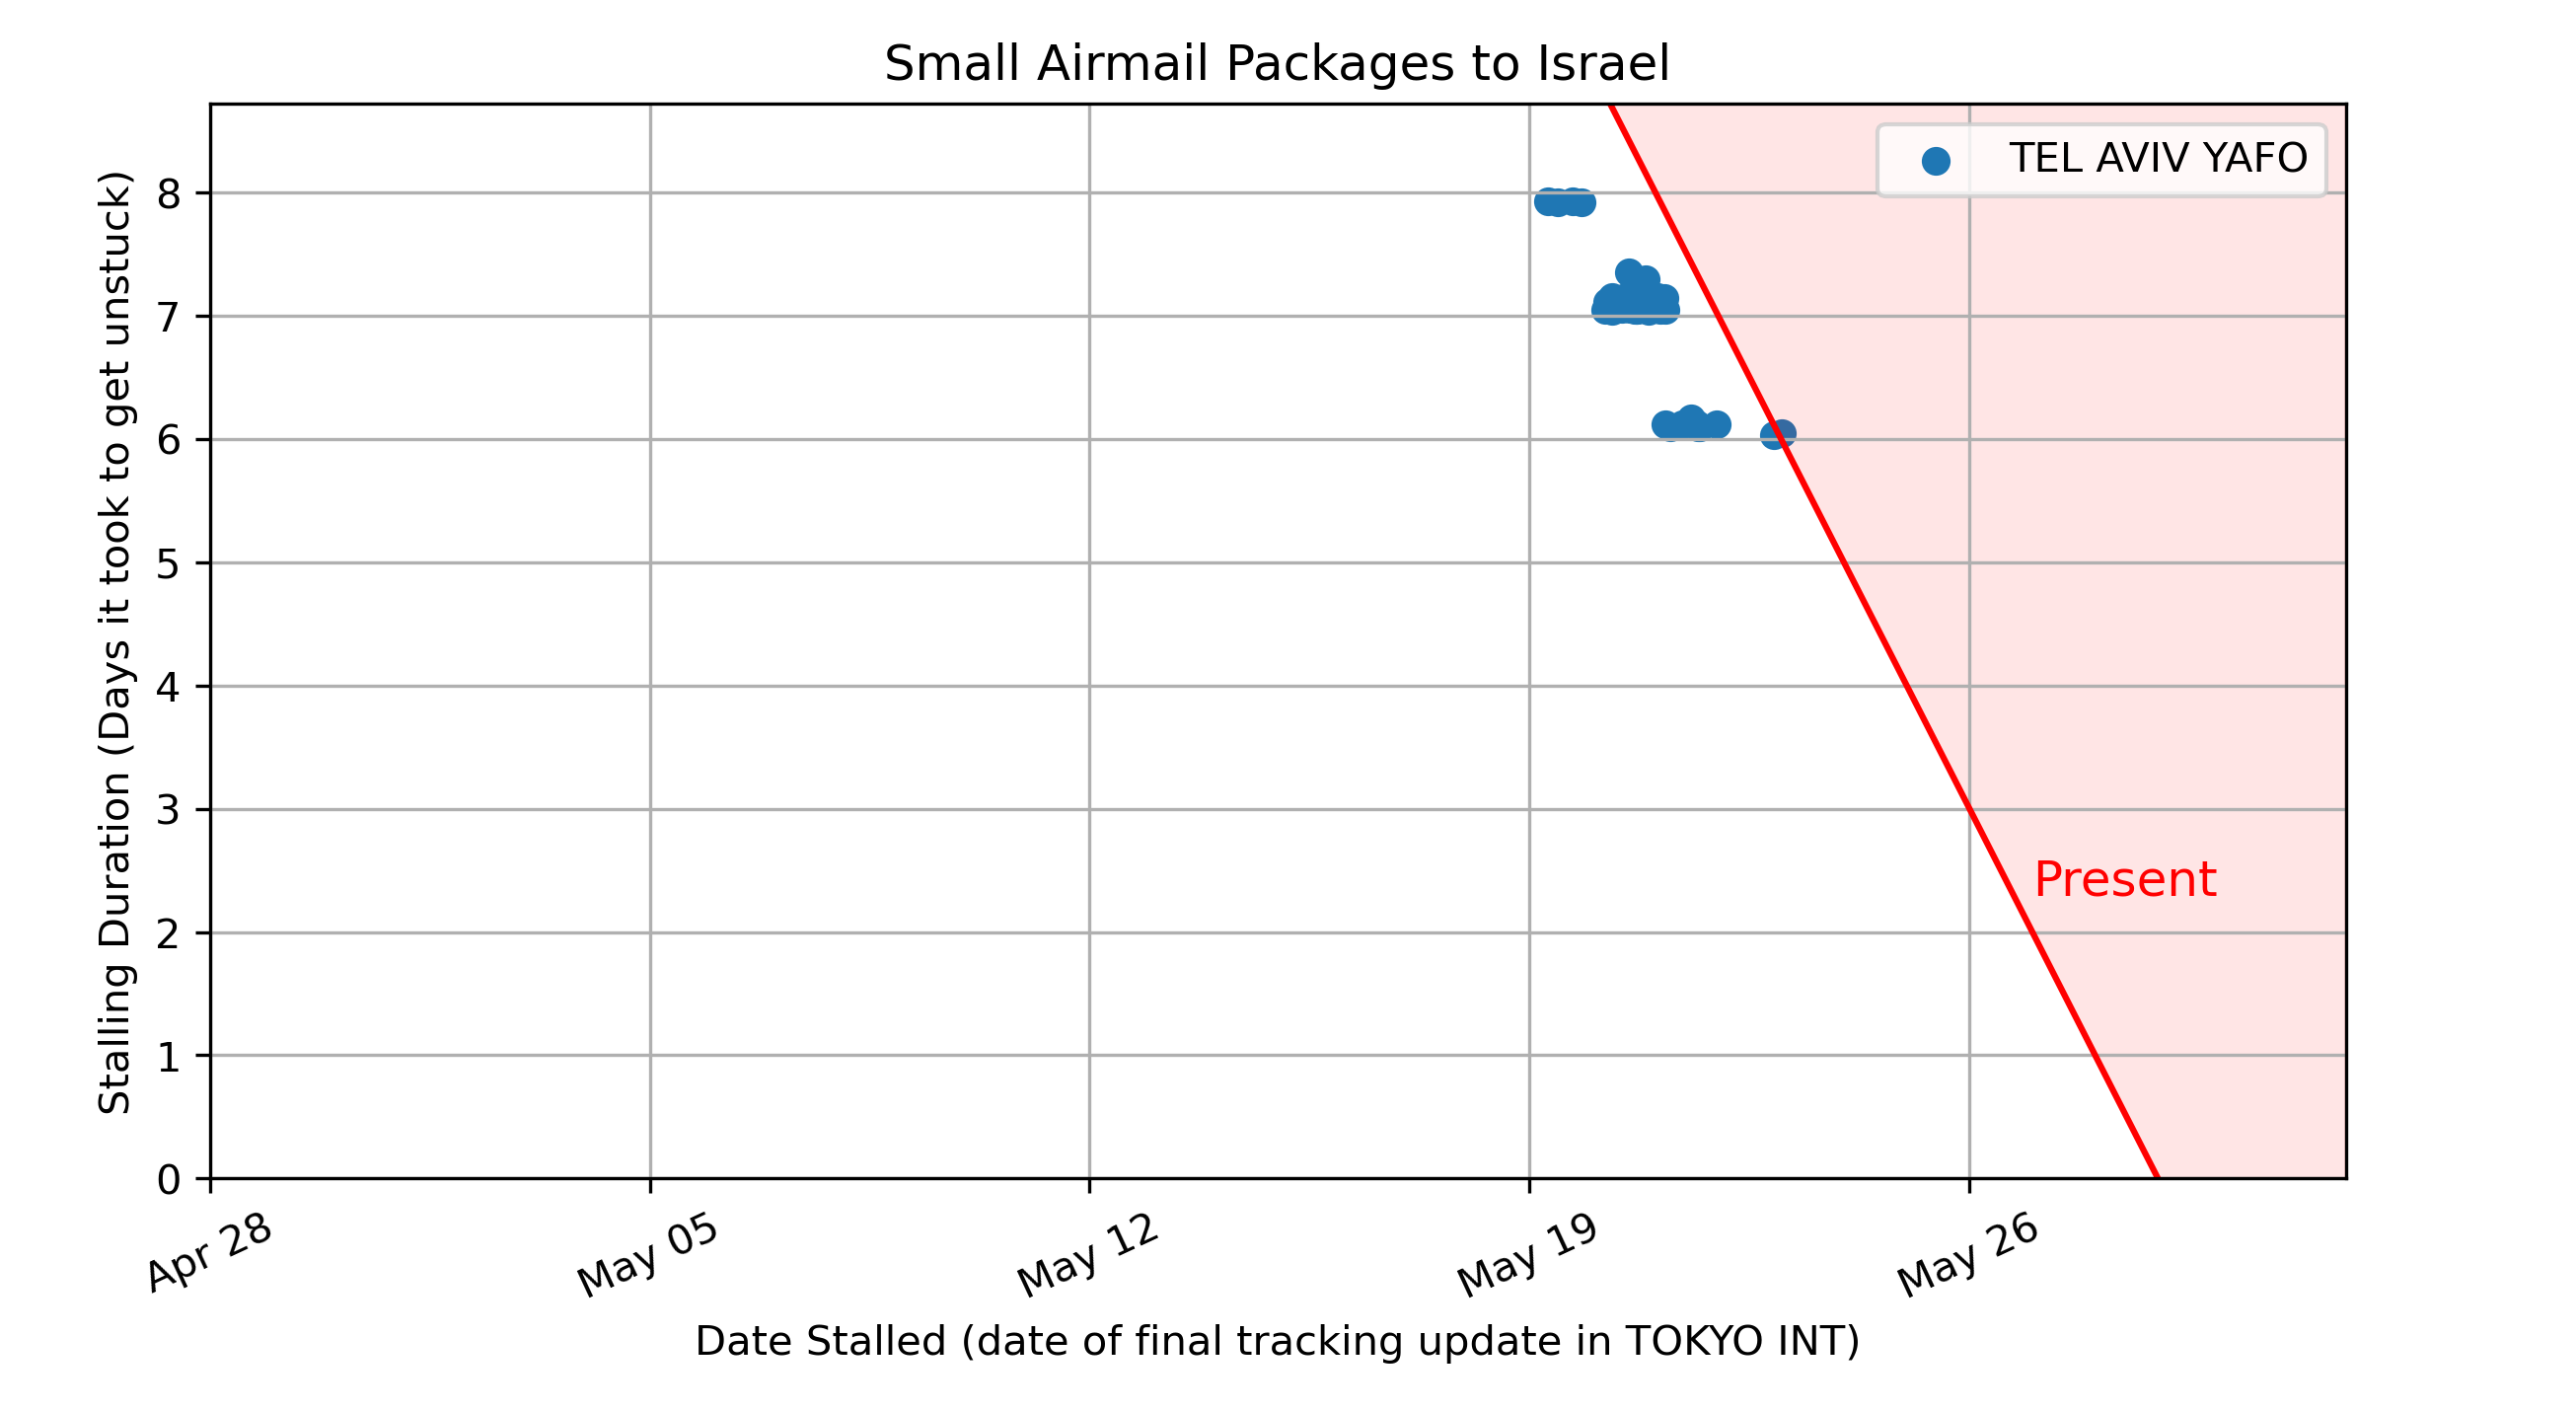 Small Airmail Packages to Israel
TEL AVIV YAFO
Stalling Duration (Days it took to get unstuck)
8
7
6
5
4
3
2
1
0
Present
Apr 28
May 05
May 12
May 19
May 26
Date Stalled (date of final tracking update in TOKYO INT)